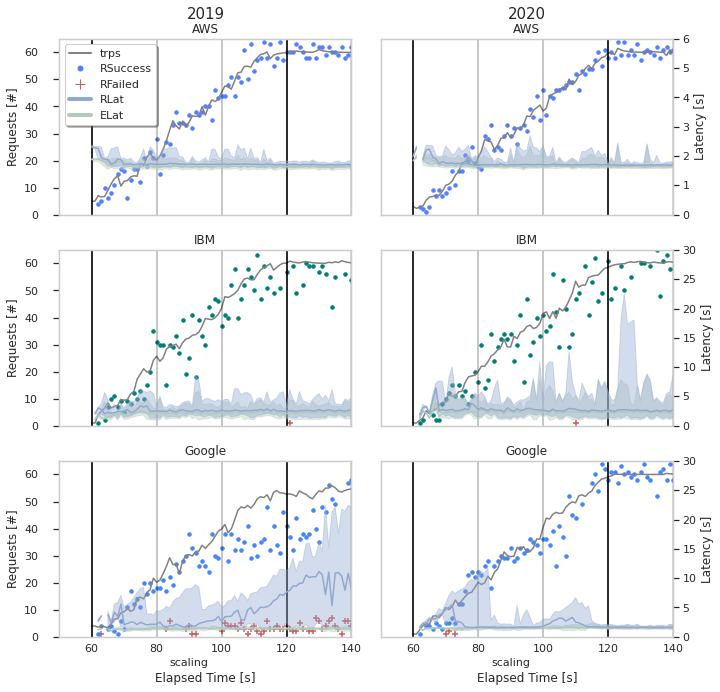 2019
2020
AWS
AWS
60
50
40
30
20
10
0
Requests [#]
trps
RSuccess
RFailed
RLat
ELat
6
5
4
3
2
1
0
Latency [s]
IBM
IBM
60
50
40
30
20
10
0
Requests [#]
30
25
20
15
10
5
0
Latency [s]
Google
Google
60
50
40
30
20
10
0
Requests [#]
30
25
20
15
10
5
0
Latency [s]
60 80 100 120 140
60 80 100 120 140
scaling
scaling
Elapsed Time [s]
Elapsed Time [s]